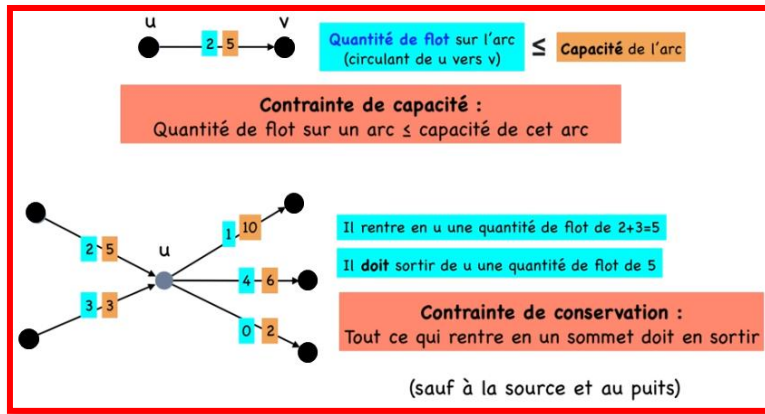 u v
2 5
Quantité de flot sur l'arc
(circulant de u vers v)
≤
Capacité de l'arc
Contrainte de capacité :
Quantité de flot sur un arc ≤ capacité de cet arc
2 5
3 3
u
1 10
4 6
0 2
Il rentre en u une quantité de flot de 2+3=5
Il doit sortir de u une quantité de flot de 5
Contrainte de conservation :
Tout ce qui rentre en un sommet doit en sortir
(sauf à la source et au puits)